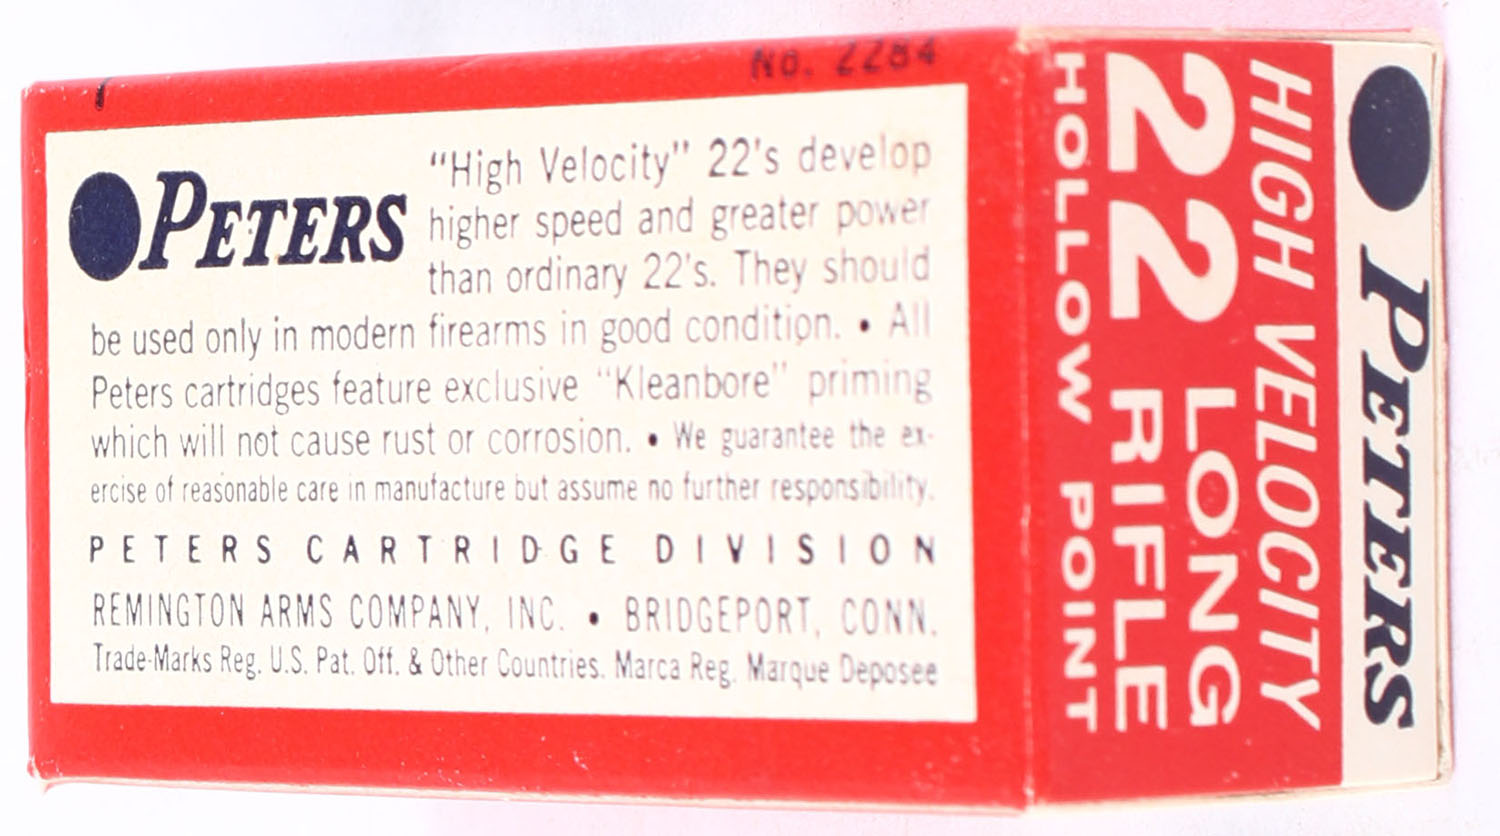 No. 2284
PETERS
"High Velocity" 22's develop
higher speed and greater power
than ordinary 22's. They should
be used only in modern firearms in good condition. • All
Peters cartridges feature exclusive "Kleanbore" priming
which will not cause rust or corrosion. • We guarantee the ex-
ercise of reasonable care in manufacture but assume no further responsibility.
PETERS CARTRIDGE DIVISION
REMINGTON ARMS COMPANY, INC. • BRIDGEPORT, CONN.
Trade-Marks Reg. U.S. Pat. Off. & Other Countries. Marca Reg. Marque Deposee
PETERS
HIGH VELOCITY
22 LONG
RIFLE
HOLLOW POINT